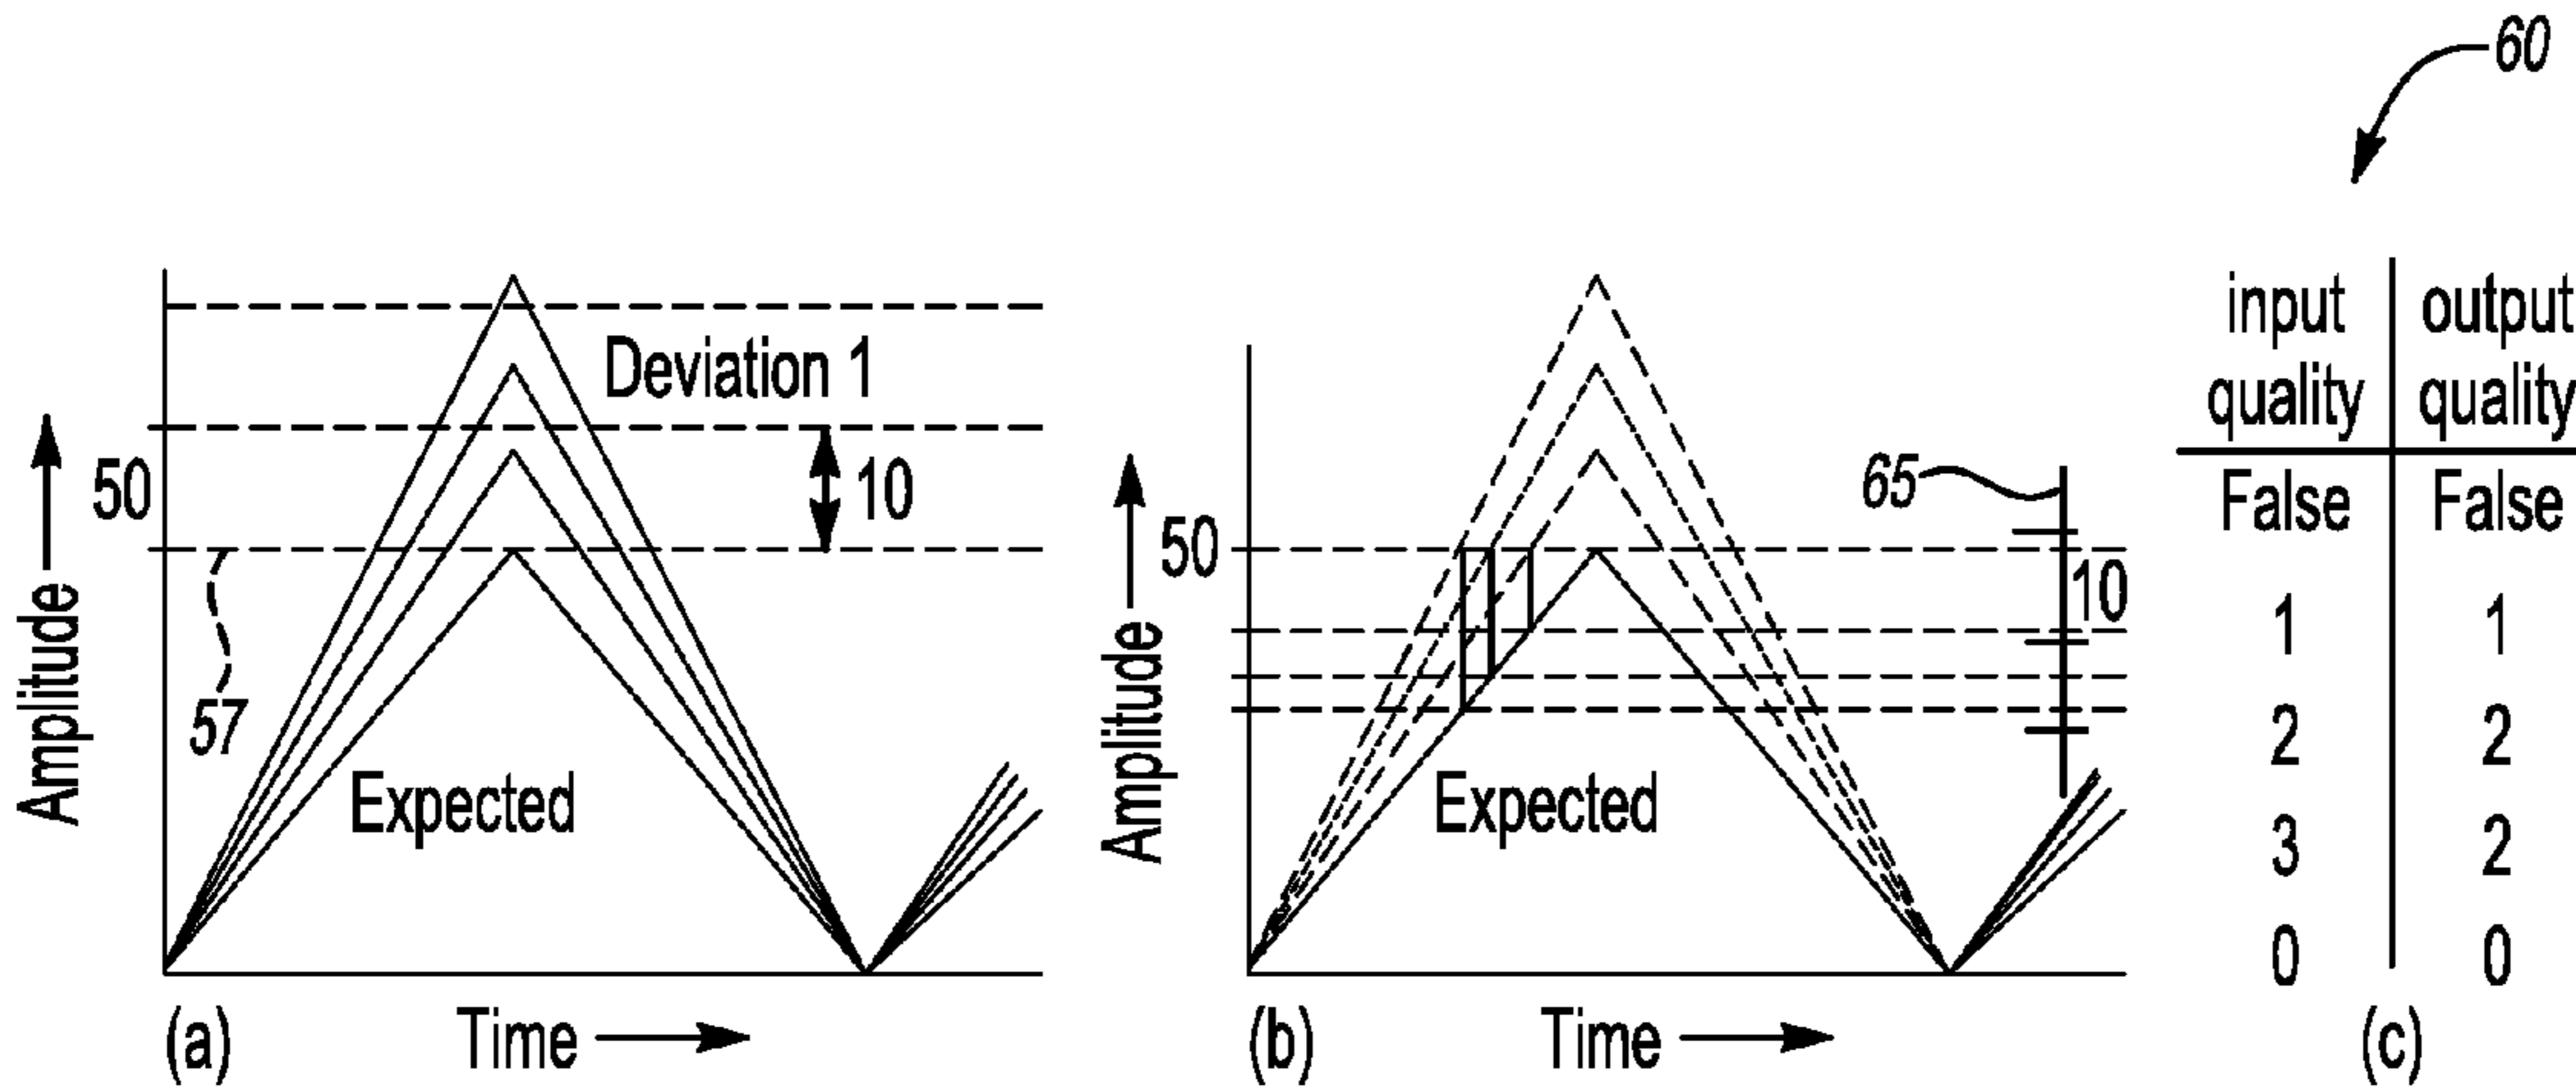 60
Amplitude
50
57
Deviation 1
10
Expected
(a)
Time
Amplitude
50
65
10
Expected
(b)
Time
input quality
output quality
False False
1 1
2 2
3 2
0 0
(c)